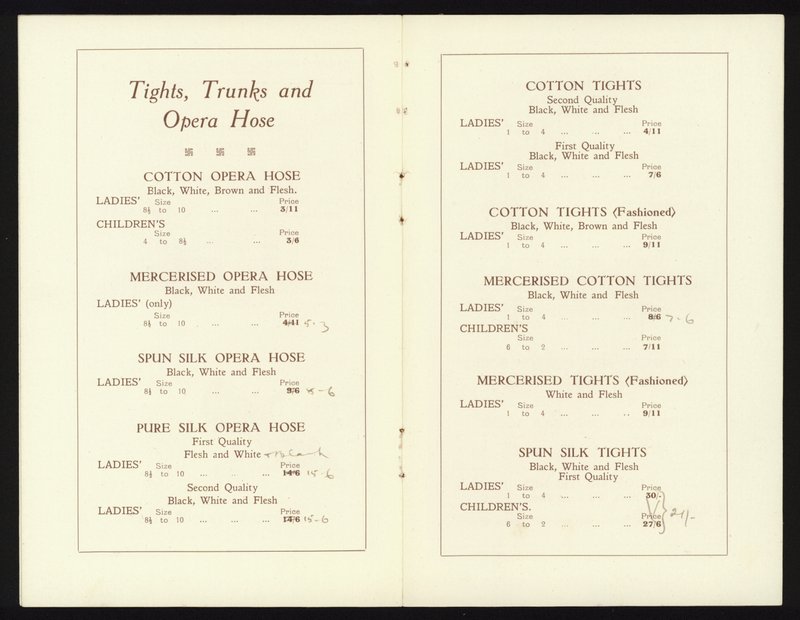 Tights, Trunks and
Opera Hose
COTTON OPERA HOSE
Black, White, Brown and Flesh.
LADIES' Size Price
8½ to 10 ... ... 3/11
CHILDREN'S
Size Price
4 to 8½ ... ... 3/6
MERCERISED OPERA HOSE
Black, White and Flesh
LADIES' (only)
Size Price
8½ to 10 . ... ... 4/11 5-3
SPUN SILK OPERA HOSE
Black, White and Flesh
LADIES' Size Price
8½ to 10 ... ... 9/6 -6
PURE SILK OPERA HOSE
First Quality
Flesh and White + Black
LADIES' Size Price
8½ to 10 ... .. ... 14/6 15-6
Second Quality
Black, White and Flesh
LADIES' Size Price
8½ to 10 ... ... ... 14/6 15-6
COTTON TIGHTS
Second Quality
Black, White and Flesh
LADIES' Size Price
1 to 4 ... .. ... 4/11
First Quality
Black, White and Flesh
LADIES' Size Price
1 to 4 ... ... ... 7/6
COTTON TIGHTS (Fashioned)
Black, White, Brown and Flesh
LADIES' Size Price
1 to 4 ... ... ... 9/11
MERCERISED COTTON TIGHTS
Black, White and Flesh
LADIES' Size Price
1 to 4 ... ... ... 8/6 7-6
CHILDREN'S
Size Price
6 to 2 ... ... ... 7/11
MERCERISED TIGHTS (Fashioned)
White and Flesh
LADIES' Size Price
1 to 4 ... ... .. 9/11
SPUN SILK TIGHTS
Black, White and Flesh
First Quality
LADIES' Size Price
1 to 4 ... ... ... 30/-
CHILDREN'S.
Size Price
6 to 2 ... ... ... 27/6 21/-